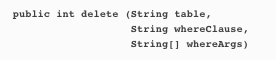 public int delete (String table,
String whereClause,
String[] whereArgs)